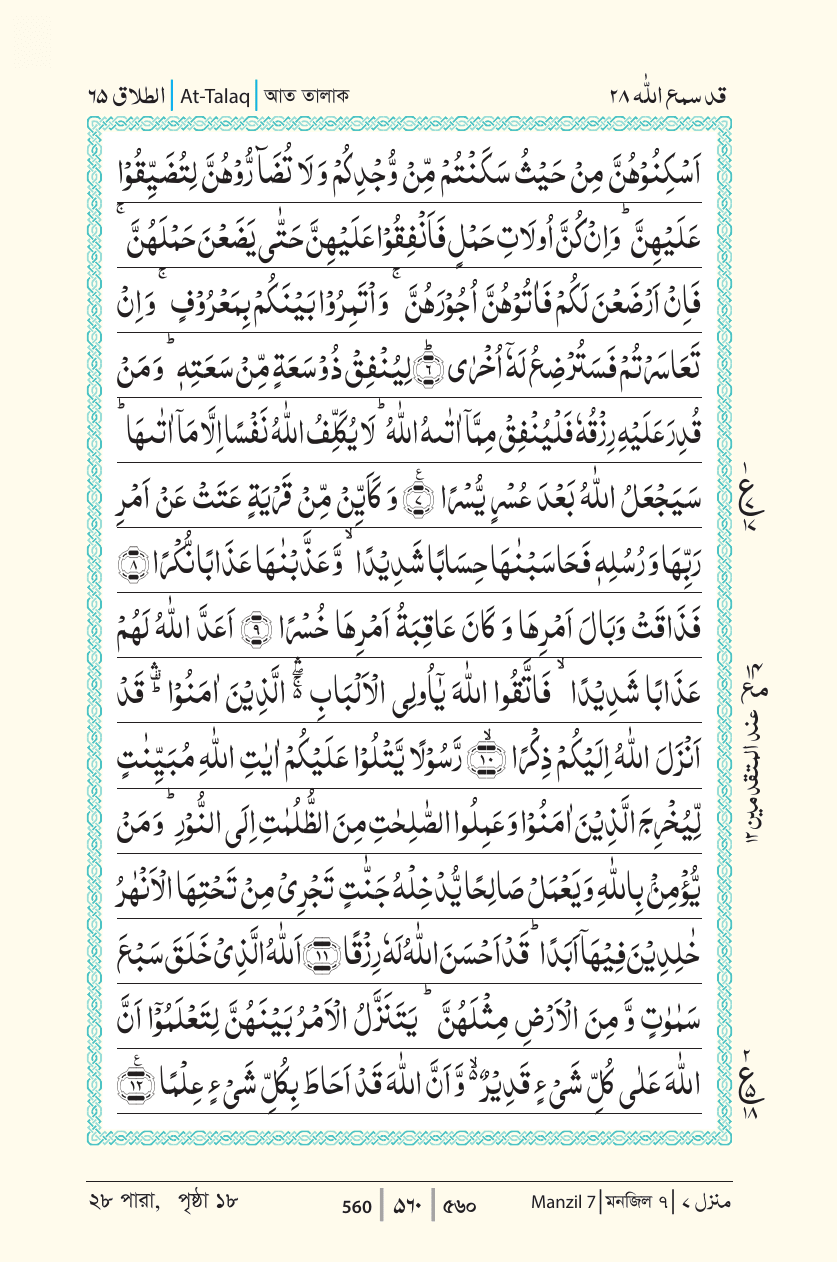 الطلاق ٦٥ | At-Talaq | আত তালাক
قد سمع الله ٢٨
اَسْكِنُوْهُنَّ مِنْ حَيْثُ سَكَنْتُمْ مِّنْ وُّجْدِكُمْ وَ لَا تُضَآرُّوْهُنَّ لِتُضَيِّقُوْا
عَلَيْهِنَّ ؕ وَ اِنْ كُنَّ اُولَاتِ حَمْلٍ فَاَنْفِقُوْا عَلَيْهِنَّ حَتّٰى يَضَعْنَ حَمْلَهُنَّ ۚ
فَاِنْ اَرْضَعْنَ لَكُمْ فَاٰتُوْهُنَّ اُجُوْرَهُنَّ ۚ وَ اْتَمِرُوْا بَيْنَكُمْ بِمَعْرُوْفٍ ۚ وَ اِنْ
تَعَاسَرْتُمْ فَسَتُرْضِعُ لَهٗۤ اُخْرٰى ؕ﴿٦﴾ لِيُنْفِقْ ذُوْ سَعَةٍ مِّنْ سَعَتِهٖ ؕ وَ مَنْ
قُدِرَ عَلَيْهِ رِزْقُهٗ فَلْيُنْفِقْ مِمَّاۤ اٰتٰىهُ اللّٰهُ ؕ لَا يُكَلِّفُ اللّٰهُ نَفْسًا اِلَّا مَاۤ اٰتٰىهَا ؕ
سَيَجْعَلُ اللّٰهُ بَعْدَ عُسْرٍ يُّسْرًا ﴿٧﴾ وَ كَاَيِّنْ مِّنْ قَرْيَةٍ عَتَتْ عَنْ اَمْرِ
رَبِّهَا وَ رُسُلِهٖ فَحَاسَبْنٰهَا حِسَابًا شَدِيْدًا ۙ وَّ عَذَّبْنٰهَا عَذَابًا نُّكْرًا ﴿٨﴾
فَذَاقَتْ وَبَالَ اَمْرِهَا وَ كَانَ عَاقِبَةُ اَمْرِهَا خُسْرًا ﴿٩﴾ اَعَدَّ اللّٰهُ لَهُمْ
عَذَابًا شَدِيْدًا ۙ فَاتَّقُوا اللّٰهَ يٰۤاُولِى الْاَلْبَابِ ۛۚۖ الَّذِيْنَ اٰمَنُوْا ۛؕ قَدْ
اَنْزَلَ اللّٰهُ اِلَيْكُمْ ذِكْرًا ۙ﴿١٠﴾ رَّسُوْلًا يَّتْلُوْا عَلَيْكُمْ اٰيٰتِ اللّٰهِ مُبَيِّنٰتٍ
لِّيُخْرِجَ الَّذِيْنَ اٰمَنُوْا وَ عَمِلُوا الصّٰلِحٰتِ مِنَ الظُّلُمٰتِ اِلَى النُّوْرِ ؕ وَ مَنْ
يُّؤْمِنْۢ بِاللّٰهِ وَ يَعْمَلْ صَالِحًا يُّدْخِلْهُ جَنّٰتٍ تَجْرِىْ مِنْ تَحْتِهَا الْاَنْهٰرُ
خٰلِدِيْنَ فِيْهَاۤ اَبَدًا ؕ قَدْ اَحْسَنَ اللّٰهُ لَهٗ رِزْقًا ﴿١١﴾ اَللّٰهُ الَّذِىْ خَلَقَ سَبْعَ
سَمٰوٰتٍ وَّ مِنَ الْاَرْضِ مِثْلَهُنَّ ؕ يَتَنَزَّلُ الْاَمْرُ بَيْنَهُنَّ لِتَعْلَمُوْۤا اَنَّ
اللّٰهَ عَلٰى كُلِّ شَىْءٍ قَدِيْرٌ ۙ۬ وَّ اَنَّ اللّٰهَ قَدْ اَحَاطَ بِكُلِّ شَىْءٍ عِلْمًا ﴿١٢﴾
١ ع ٧ ١٧
١٤ مع عند المتقدمين ١٢
٢ ع ٥ ١٨
২৮ পারা, পৃষ্ঠা ১৮
560 | ٥٦٠ | ৫৬০
Manzil 7 | মনজিল ৭ | منزل ٧